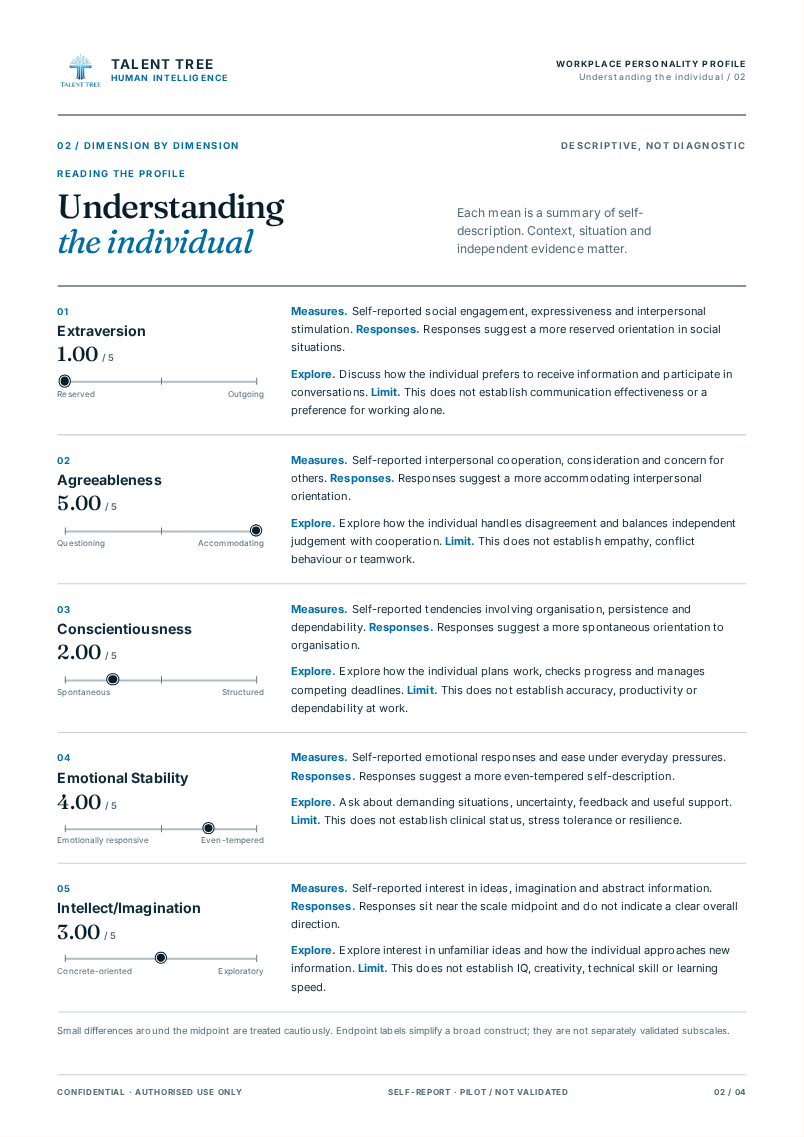 TALENT TREE
TALENT TREE
HUMAN INTELLIGENCE
WORKPLACE PERSONALITY PROFILE
Understanding the individual / 02
02 / DIMENSION BY DIMENSION
DESCRIPTIVE, NOT DIAGNOSTIC
READING THE PROFILE
Understanding
the individual
Each mean is a summary of self-
description. Context, situation and
independent evidence matter.
01
Extraversion
1.00 / 5
Reserved
Outgoing
Measures. Self-reported social engagement, expressiveness and interpersonal
stimulation. Responses. Responses suggest a more reserved orientation in social
situations.
Explore. Discuss how the individual prefers to receive information and participate in
conversations. Limit. This does not establish communication effectiveness or a
preference for working alone.
02
Agreeableness
5.00 / 5
Questioning
Accommodating
Measures. Self-reported interpersonal cooperation, consideration and concern for
others. Responses. Responses suggest a more accommodating interpersonal
orientation.
Explore. Explore how the individual handles disagreement and balances independent
judgement with cooperation. Limit. This does not establish empathy, conflict
behaviour or teamwork.
03
Conscientiousness
2.00 / 5
Spontaneous
Structured
Measures. Self-reported tendencies involving organisation, persistence and
dependability. Responses. Responses suggest a more spontaneous orientation to
organisation.
Explore. Explore how the individual plans work, checks progress and manages
competing deadlines. Limit. This does not establish accuracy, productivity or
dependability at work.
04
Emotional Stability
4.00 / 5
Emotionally responsive
Even-tempered
Measures. Self-reported emotional responses and ease under everyday pressures.
Responses. Responses suggest a more even-tempered self-description.
Explore. Ask about demanding situations, uncertainty, feedback and useful support.
Limit. This does not establish clinical status, stress tolerance or resilience.
05
Intellect/Imagination
3.00 / 5
Concrete-oriented
Exploratory
Measures. Self-reported interest in ideas, imagination and abstract information.
Responses. Responses sit near the scale midpoint and do not indicate a clear overall
direction.
Explore. Explore interest in unfamiliar ideas and how the individual approaches new
information. Limit. This does not establish IQ, creativity, technical skill or learning
speed.
Small differences around the midpoint are treated cautiously. Endpoint labels simplify a broad construct; they are not separately validated subscales.
CONFIDENTIAL · AUTHORISED USE ONLY
SELF-REPORT · PILOT / NOT VALIDATED
02 / 04